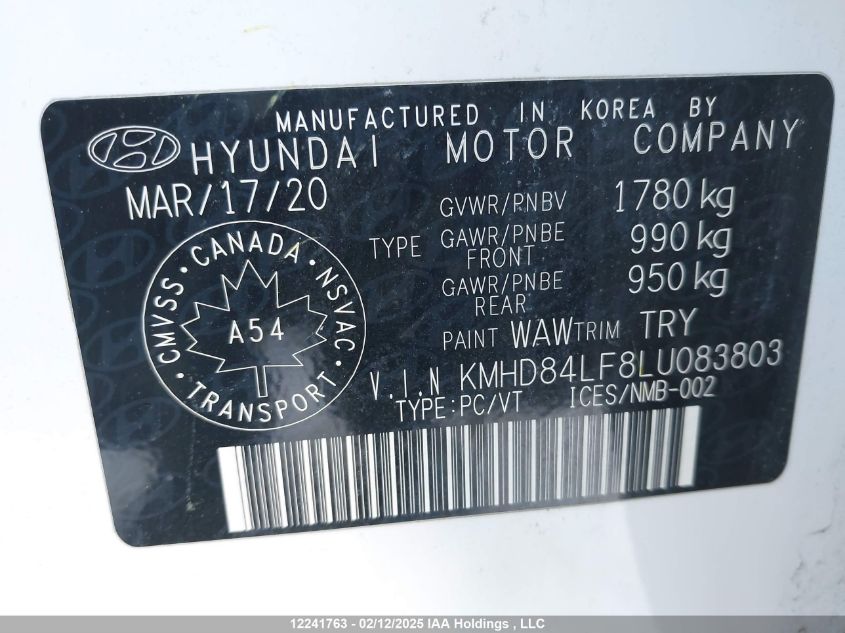 MANUFACTURED IN KOREA BY
HYUNDAI MOTOR COMPANY
MAR/17/20
GVWR/PNBV 1780 kg
TYPE GAWR/PNBE FRONT 990 kg
GAWR/PNBE REAR 950 kg
PAINT WAW TRIM TRY
V.I.N KMHD84LF8LU083803
TYPE:PC/VT ICES/NMB-002
CANADA
CMVSS • NSVAC
A54
TRANSPORT
12241763 - 02/12/2025 IAA Holdings , LLC